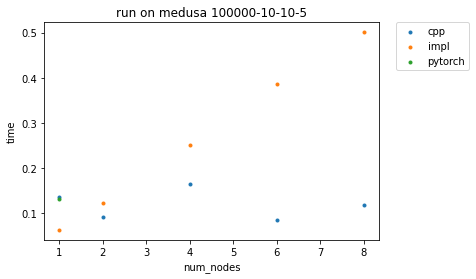 run on medusa 100000-10-10-5
cpp
impl
pytorch
0.5
0.4
0.3
0.2
0.1
time
1 2 3 4 5 6 7 8
num_nodes